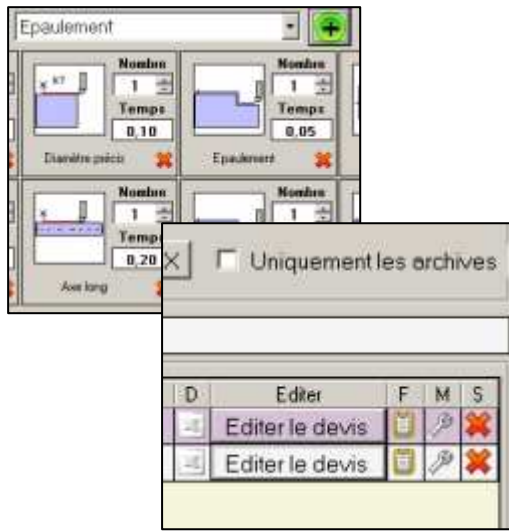 Epaulement
Nombre
1
Temps
0,10
Diamètre précis
Nombre
1
Temps
0,05
Epaulement
Nombre
1
Temps
0,20
Axe long
Nombre
1
Uniquement les archives
D Editer F M S
Editer le devis
Editer le devis